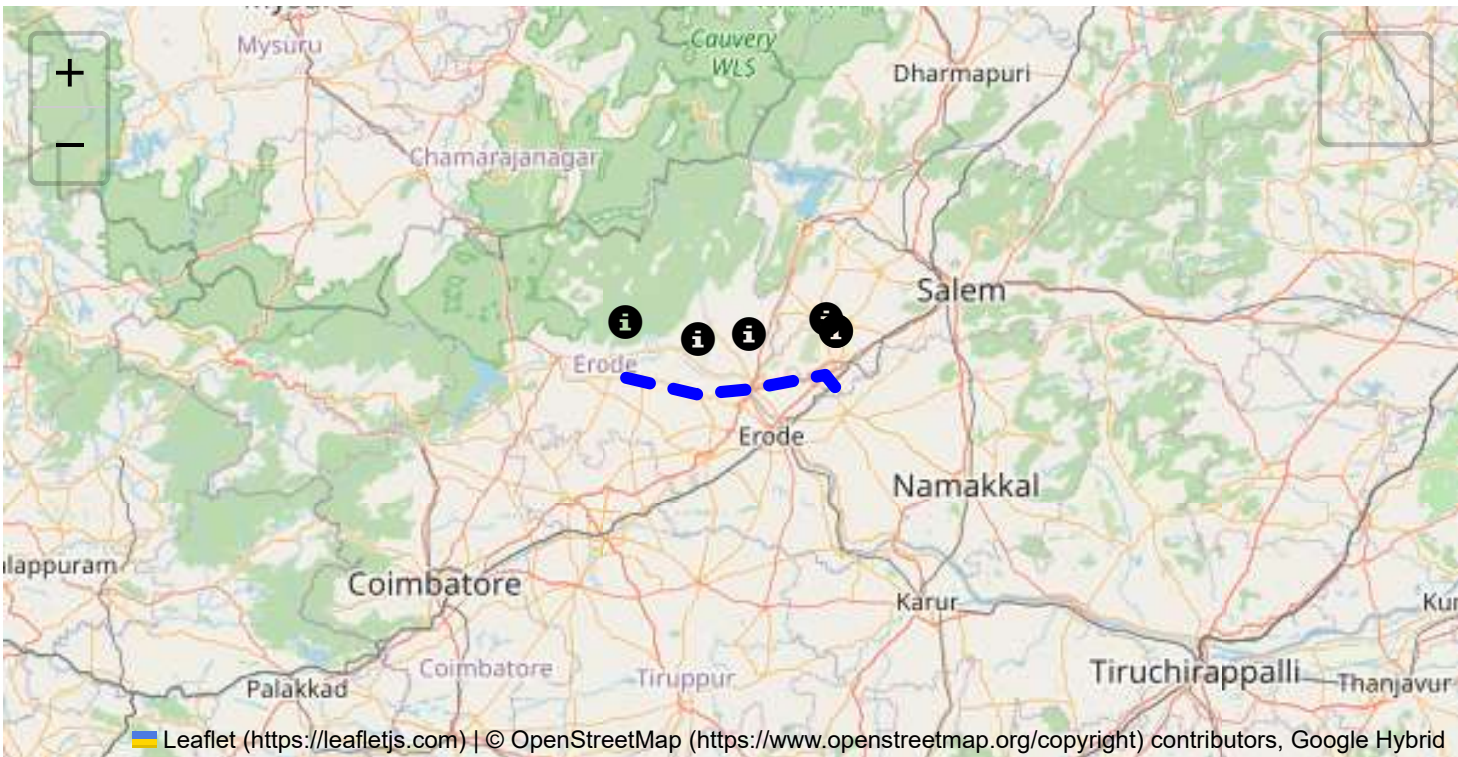 Mysuru
Cauvery
WLS
Dharmapuri
+
−
Chamarajanagar
Salem
Erode
Erode
Namakkal
Coimbatore
Karur
Coimbatore
Tiruppur
Tiruchirappalli
Palakkad
Thanjavur
Leaflet (https://leafletjs.com) | © OpenStreetMap (https://www.openstreetmap.org/copyright) contributors, Google Hybrid